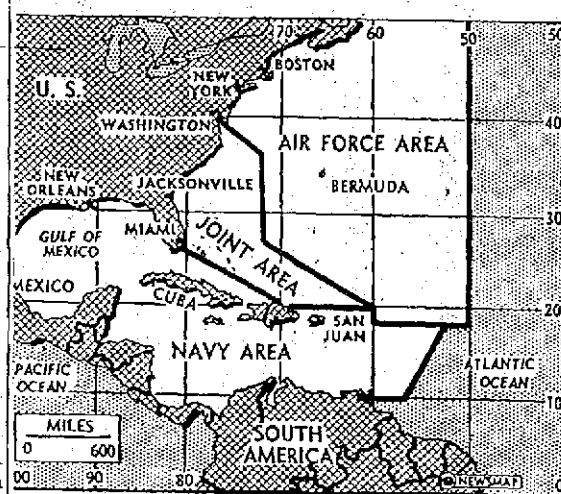 70
60
50
50
BOSTON
NEW
YORK
U. S.
WASHINGTON
40
AIR FORCE AREA
BERMUDA
NEW
ORLEANS
JACKSONVILLE
30
MIAMI
JOINT AREA
GULF OF
MEXICO
MEXICO
CUBA
20
SAN
JUAN
NAVY AREA
PACIFIC
OCEAN
ATLANTIC
OCEAN
10
MILES
0 600
SOUTH
AMERICA
NEWSMAP
90
80